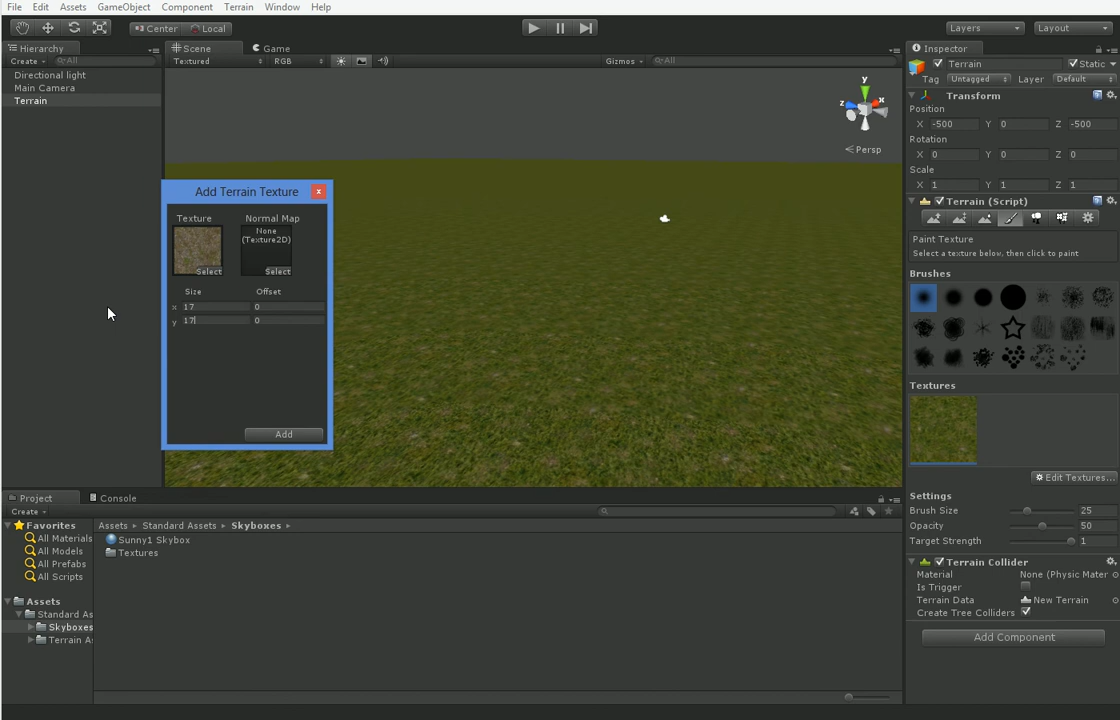 File Edit Assets GameObject Component Terrain Window Help
Center Local Layers Layout
Hierarchy
Create All
Directional light
Main Camera
Terrain
Scene Game
Textured RGB Gizmos All
y
z x
Persp
Add Terrain Texture x
Texture Normal Map
None
(Texture2D)
Select Select
Size Offset
x 17 0
y 17 0
Add
Inspector
Terrain Static
Tag Untagged Layer Default
Transform
Position
X -500 Y 0 Z -500
Rotation
X 0 Y 0 Z 0
Scale
X 1 Y 1 Z 1
Terrain (Script)
Paint Texture
Select a texture below, then click to paint
Brushes
Textures
Edit Textures...
Settings
Brush Size 25
Opacity 50
Target Strength 1
Terrain Collider
Material None (Physic Mater
Is Trigger
Terrain Data New Terrain
Create Tree Colliders
Add Component
Project Console
Create
Favorites
All Materials
All Models
All Prefabs
All Scripts
Assets
Standard As
Skyboxes
Terrain A
Assets Standard Assets Skyboxes
Sunny1 Skybox
Textures